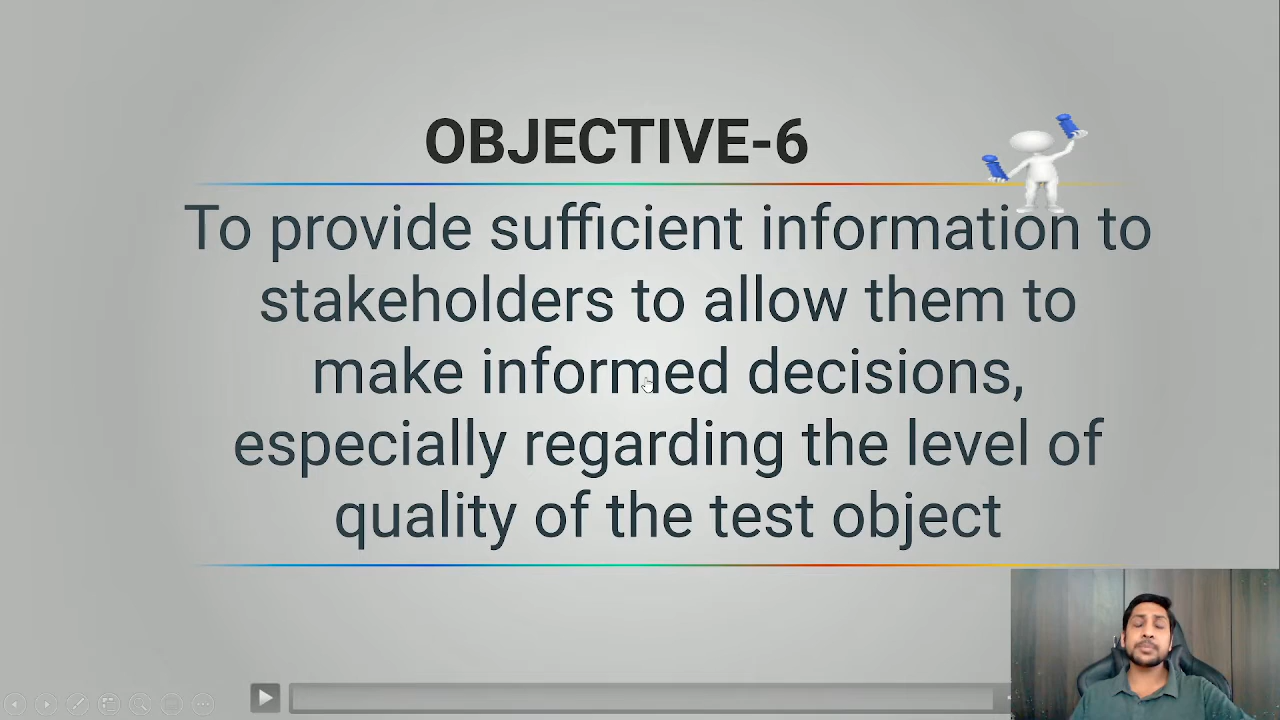 OBJECTIVE-6
To provide sufficient information to
stakeholders to allow them to
make informed decisions,
especially regarding the level of
quality of the test object